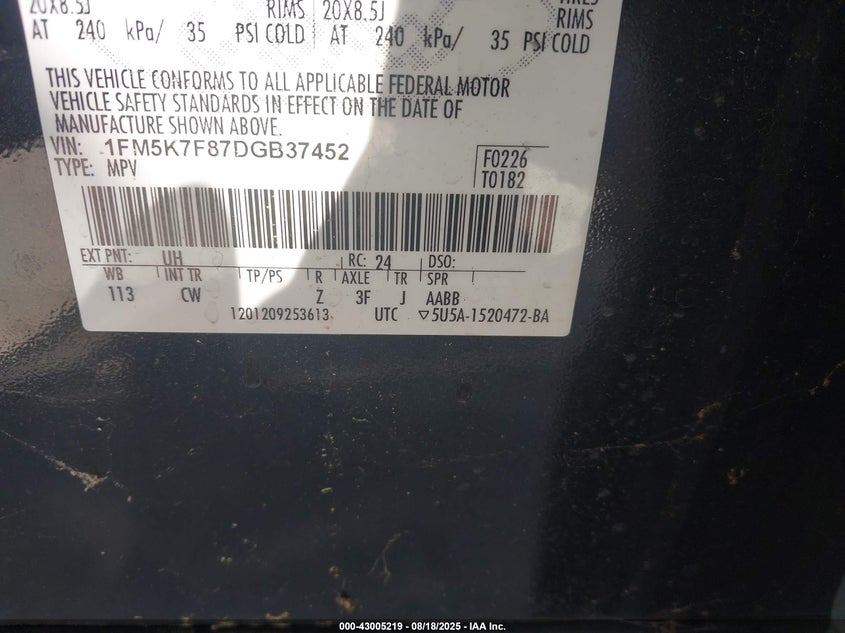 20X8.5J RIMS 20X8.5J RIMS
AT 240 kPa/ 35 PSI COLD AT 240 kPa/ 35 PSI COLD
THIS VEHICLE CONFORMS TO ALL APPLICABLE FEDERAL MOTOR
VEHICLE SAFETY STANDARDS IN EFFECT ON THE DATE OF
MANUFACTURE SHOWN ABOVE.
VIN: 1FM5K7F87DGB37452
TYPE: MPV
F0226
T0182
EXT PNT: UH RC: 24 DSO:
WB INT TR TP/PS R AXLE TR SPR
113 CW Z 3F J AABB
1201209253613 UTC ▽5U5A-1520472-BA
000-43005219 - 08/18/2025 - IAA Inc.